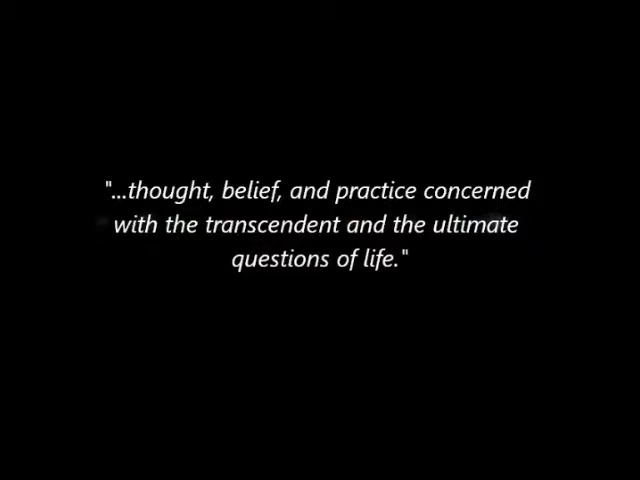 "...thought, belief, and practice concerned
with the transcendent and the ultimate
questions of life."